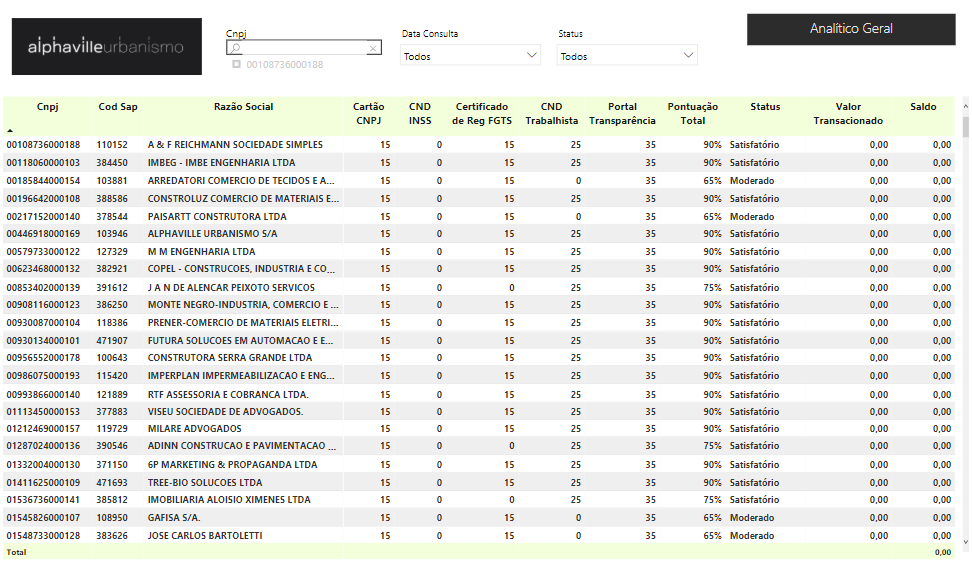 alphavilleurbanismo
Cnpj
00108736000188
Data Consulta
Todos
Status
Todos
Analítico Geral
Cnpj Cod Sap Razão Social Cartão CNPJ CND INSS Certificado de Reg FGTS CND Trabalhista Portal Transparência Pontuação Total Status Valor Transacionado Saldo
00108736000188 110152 A & F REICHMANN SOCIEDADE SIMPLES 15 0 15 25 35 90% Satisfatório 0,00 0,00
00118060000103 384450 IMBEG - IMBE ENGENHARIA LTDA 15 0 15 25 35 90% Satisfatório 0,00 0,00
00185844000154 103881 ARREDATORI COMERCIO DE TECIDOS E A... 15 0 15 0 35 65% Moderado 0,00 0,00
00196642000108 388586 CONSTROLUZ COMERCIO DE MATERIAIS E... 15 0 15 25 35 90% Satisfatório 0,00 0,00
00217152000140 378544 PAISARTT CONSTRUTORA LTDA 15 0 15 0 35 65% Moderado 0,00 0,00
00446918000169 103946 ALPHAVILLE URBANISMO S/A 15 0 15 25 35 90% Satisfatório 0,00 0,00
00579733000122 127329 M M ENGENHARIA LTDA 15 0 15 25 35 90% Satisfatório 0,00 0,00
00623468000132 382921 COPEL - CONSTRUCOES, INDUSTRIA E CO... 15 0 15 25 35 90% Satisfatório 0,00 0,00
00853402000139 391612 J A N DE ALENCAR PEIXOTO SERVICOS 15 0 0 25 35 75% Satisfatório 0,00 0,00
00908116000123 386250 MONTE NEGRO-INDUSTRIA, COMERCIO E ... 15 0 15 25 35 90% Satisfatório 0,00 0,00
00930087000104 118386 PRENER-COMERCIO DE MATERIAIS ELETRI... 15 0 15 25 35 90% Satisfatório 0,00 0,00
00930134000101 471907 FUTURA SOLUCOES EM AUTOMACAO E E... 15 0 15 25 35 90% Satisfatório 0,00 0,00
00956552000178 100643 CONSTRUTORA SERRA GRANDE LTDA 15 0 15 25 35 90% Satisfatório 0,00 0,00
00986075000193 115420 IMPERPLAN IMPERMEABILIZACAO E ENG... 15 0 15 25 35 90% Satisfatório 0,00 0,00
00993866000140 121889 RTF ASSESSORIA E COBRANCA LTDA. 15 0 15 25 35 90% Satisfatório 0,00 0,00
01113450000153 377883 VISEU SOCIEDADE DE ADVOGADOS. 15 0 15 25 35 90% Satisfatório 0,00 0,00
01212469000157 119729 MILARE ADVOGADOS 15 0 15 25 35 90% Satisfatório 0,00 0,00
01287024000136 390546 ADINN CONSTRUCAO E PAVIMENTACAO ... 15 0 0 25 35 75% Satisfatório 0,00 0,00
01332004000130 371150 6P MARKETING & PROPAGANDA LTDA 15 0 15 25 35 90% Satisfatório 0,00 0,00
01411625000109 471693 TREE-BIO SOLUCOES LTDA 15 0 15 25 35 90% Satisfatório 0,00 0,00
01536736000141 385812 IMOBILIARIA ALOISIO XIMENES LTDA 15 0 0 25 35 75% Satisfatório 0,00 0,00
01545826000107 108950 GAFISA S/A. 15 0 15 0 35 65% Moderado 0,00 0,00
01548733000128 383626 JOSE CARLOS BARTOLETTI 15 0 15 0 35 65% Moderado 0,00 0,00
Total 0,00